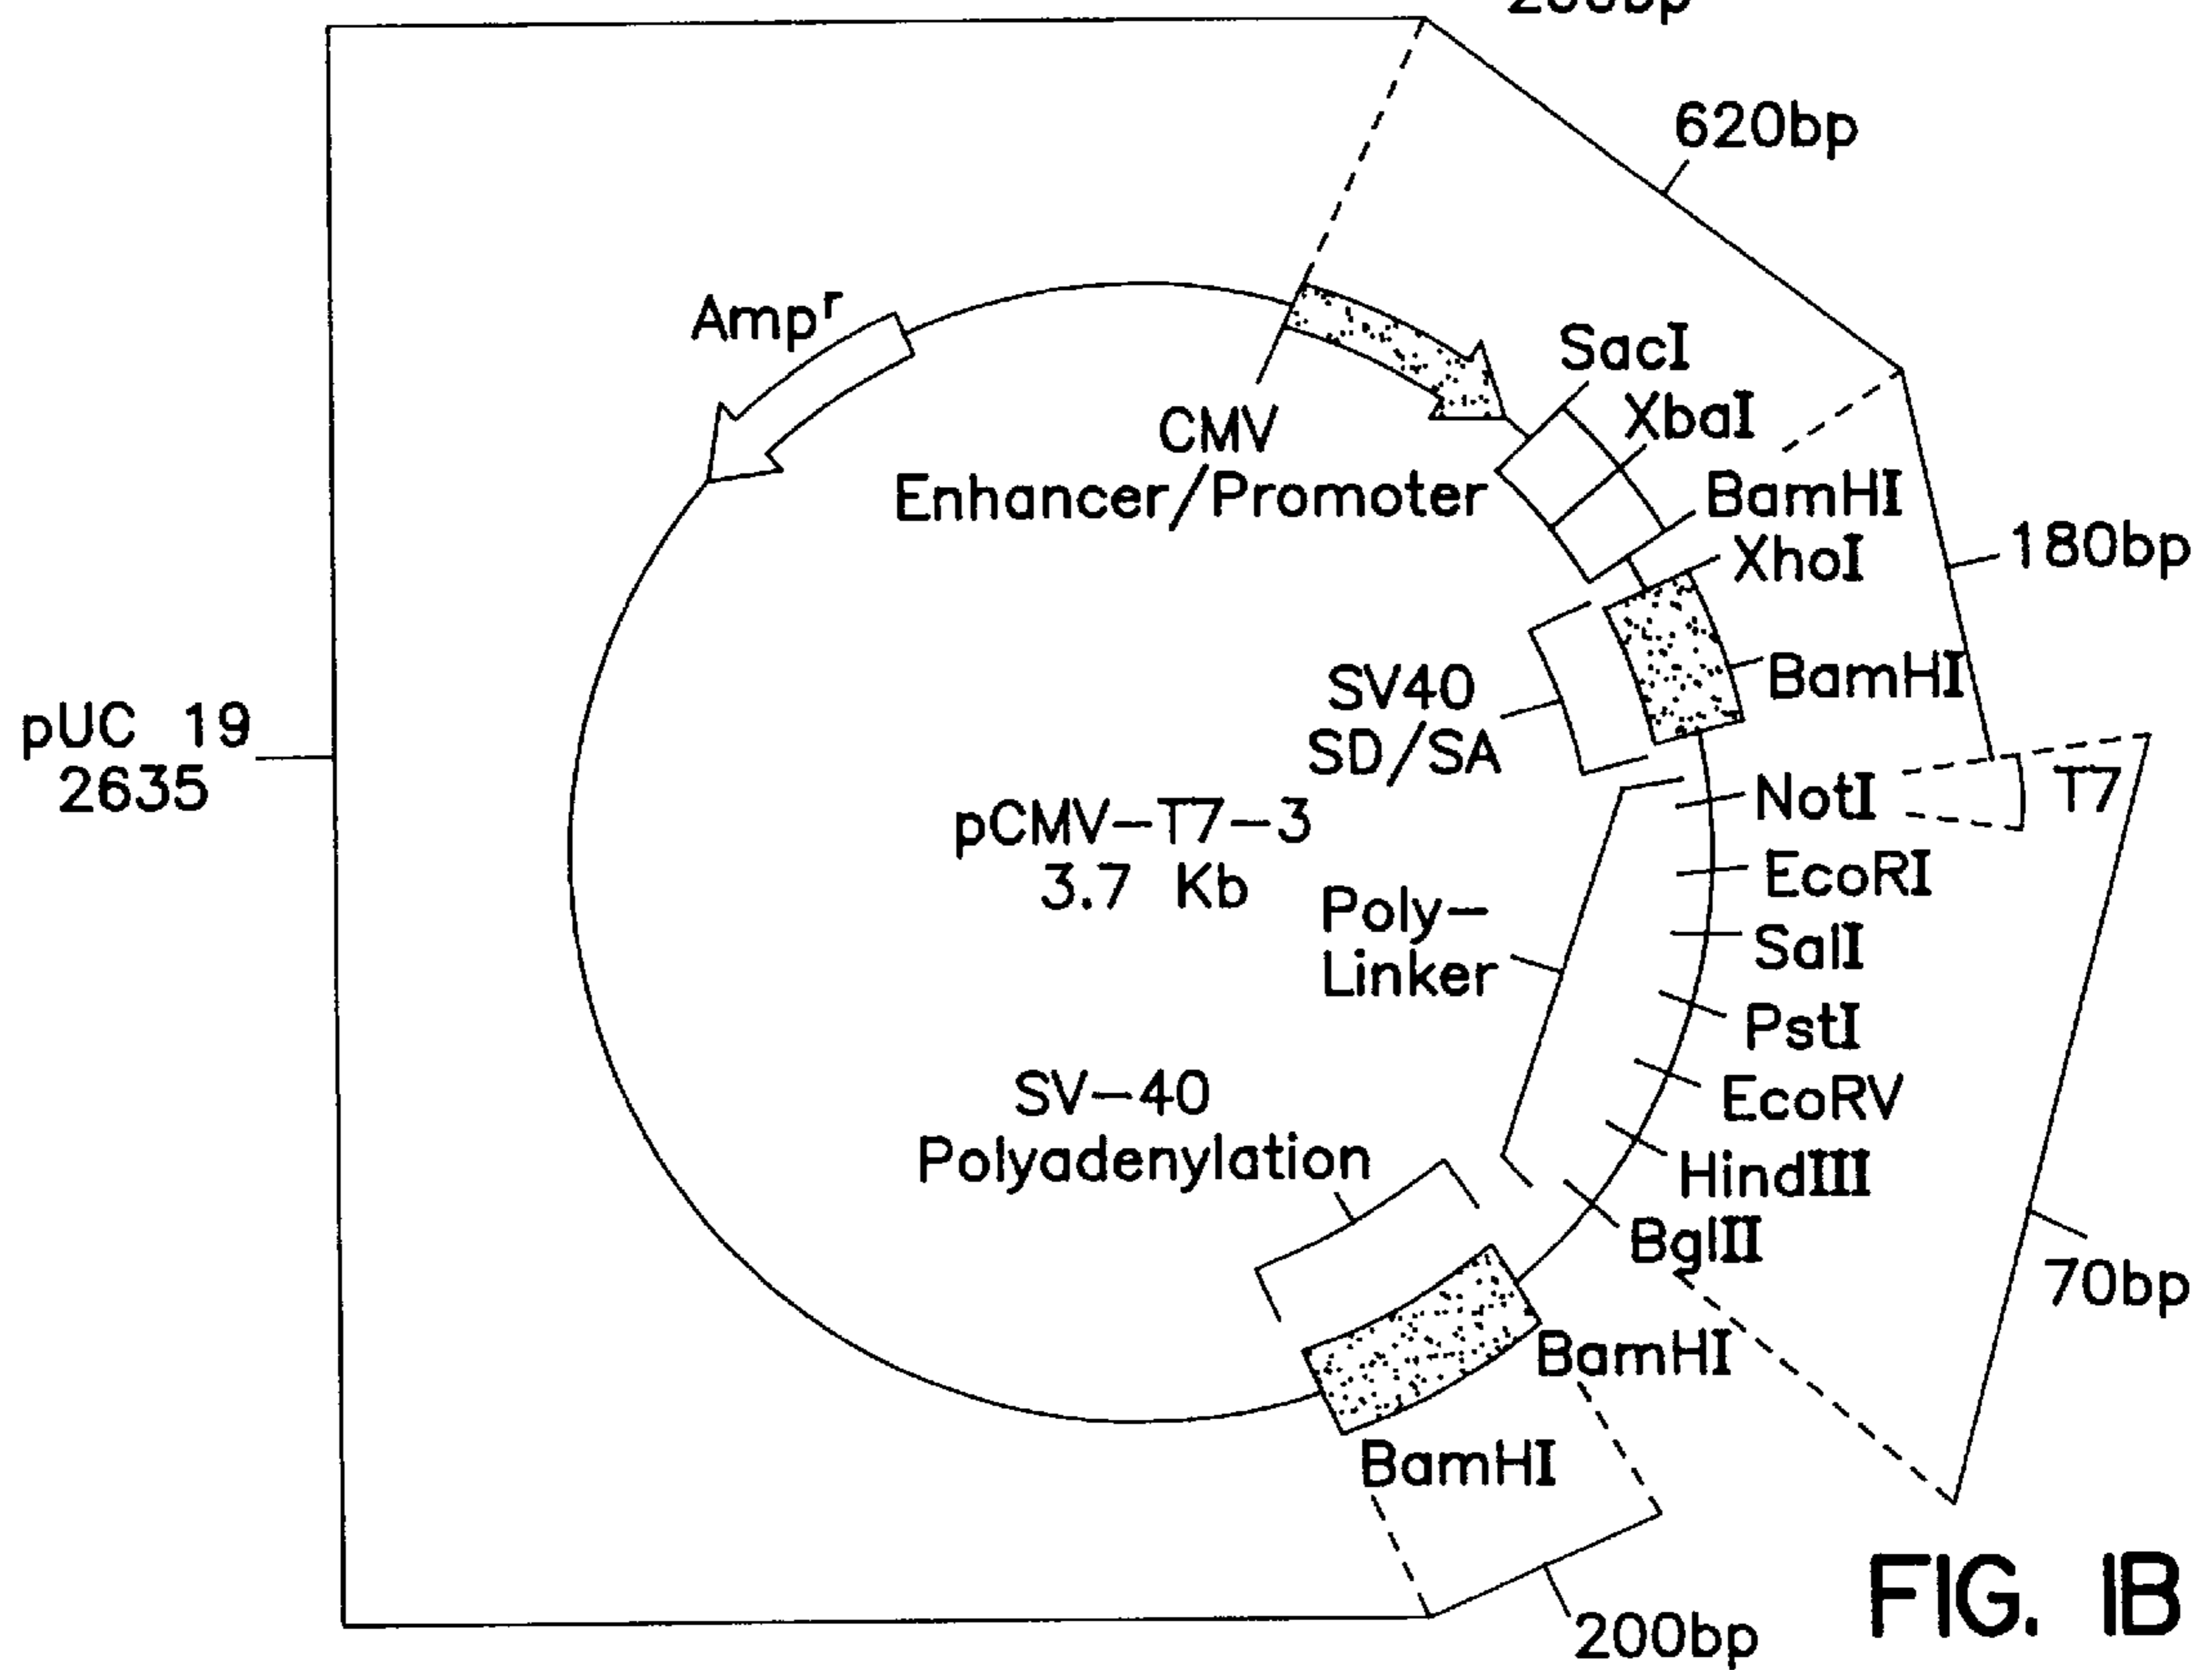 620bp
Ampʳ
SacI
CMV
Enhancer/Promoter
XbaI
BamHI
XhoI
180bp
SV40
SD/SA
BamHI
pUC 19
2635
pCMV-T7-3
3.7 Kb
NotI
T7
EcoRI
Poly-
Linker
SalI
PstI
EcoRV
SV-40
Polyadenylation
HindIII
BglII
70bp
BamHI
BamHI
200bp
FIG. 1B